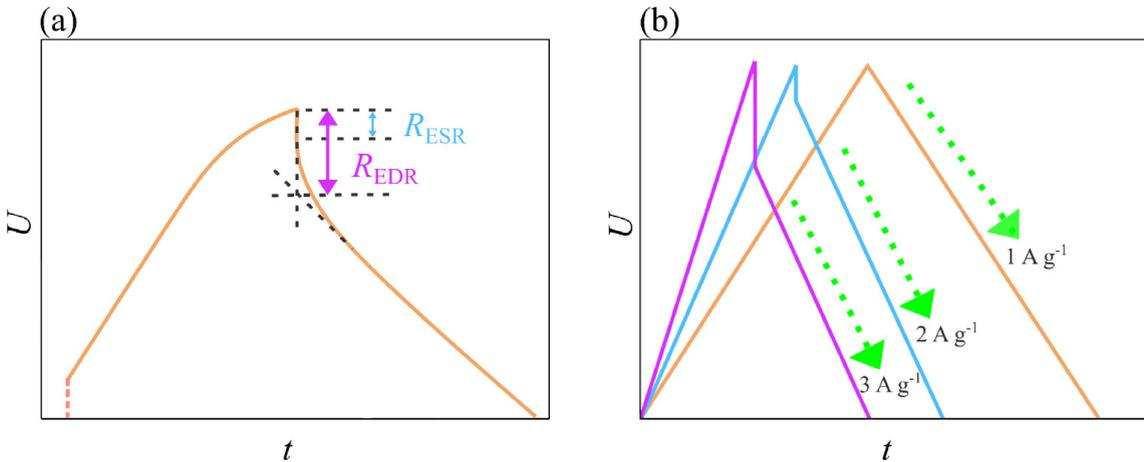 (a)
R_ESR
R_EDR
U
t
(b)
U
1 A g⁻¹
2 A g⁻¹
3 A g⁻¹
t